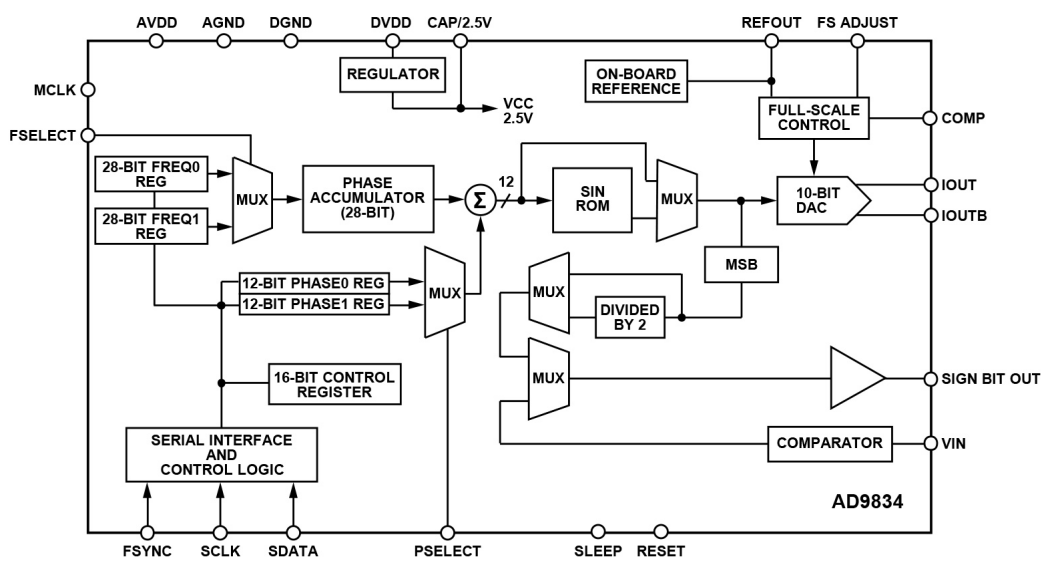 AVDD
AGND
DGND
DVDD
CAP/2.5V
REFOUT
FS ADJUST
MCLK
FSELECT
REGULATOR
VCC
2.5V
ON-BOARD
REFERENCE
FULL-SCALE
CONTROL
COMP
28-BIT FREQ0
REG
28-BIT FREQ1
REG
MUX
PHASE
ACCUMULATOR
(28-BIT)
Σ
12
SIN
ROM
MUX
10-BIT
DAC
IOUT
IOUTB
12-BIT PHASE0 REG
12-BIT PHASE1 REG
MUX
MSB
MUX
DIVIDED
BY 2
MUX
16-BIT CONTROL
REGISTER
SIGN BIT OUT
SERIAL INTERFACE
AND
CONTROL LOGIC
COMPARATOR
VIN
AD9834
FSYNC
SCLK
SDATA
PSELECT
SLEEP
RESET